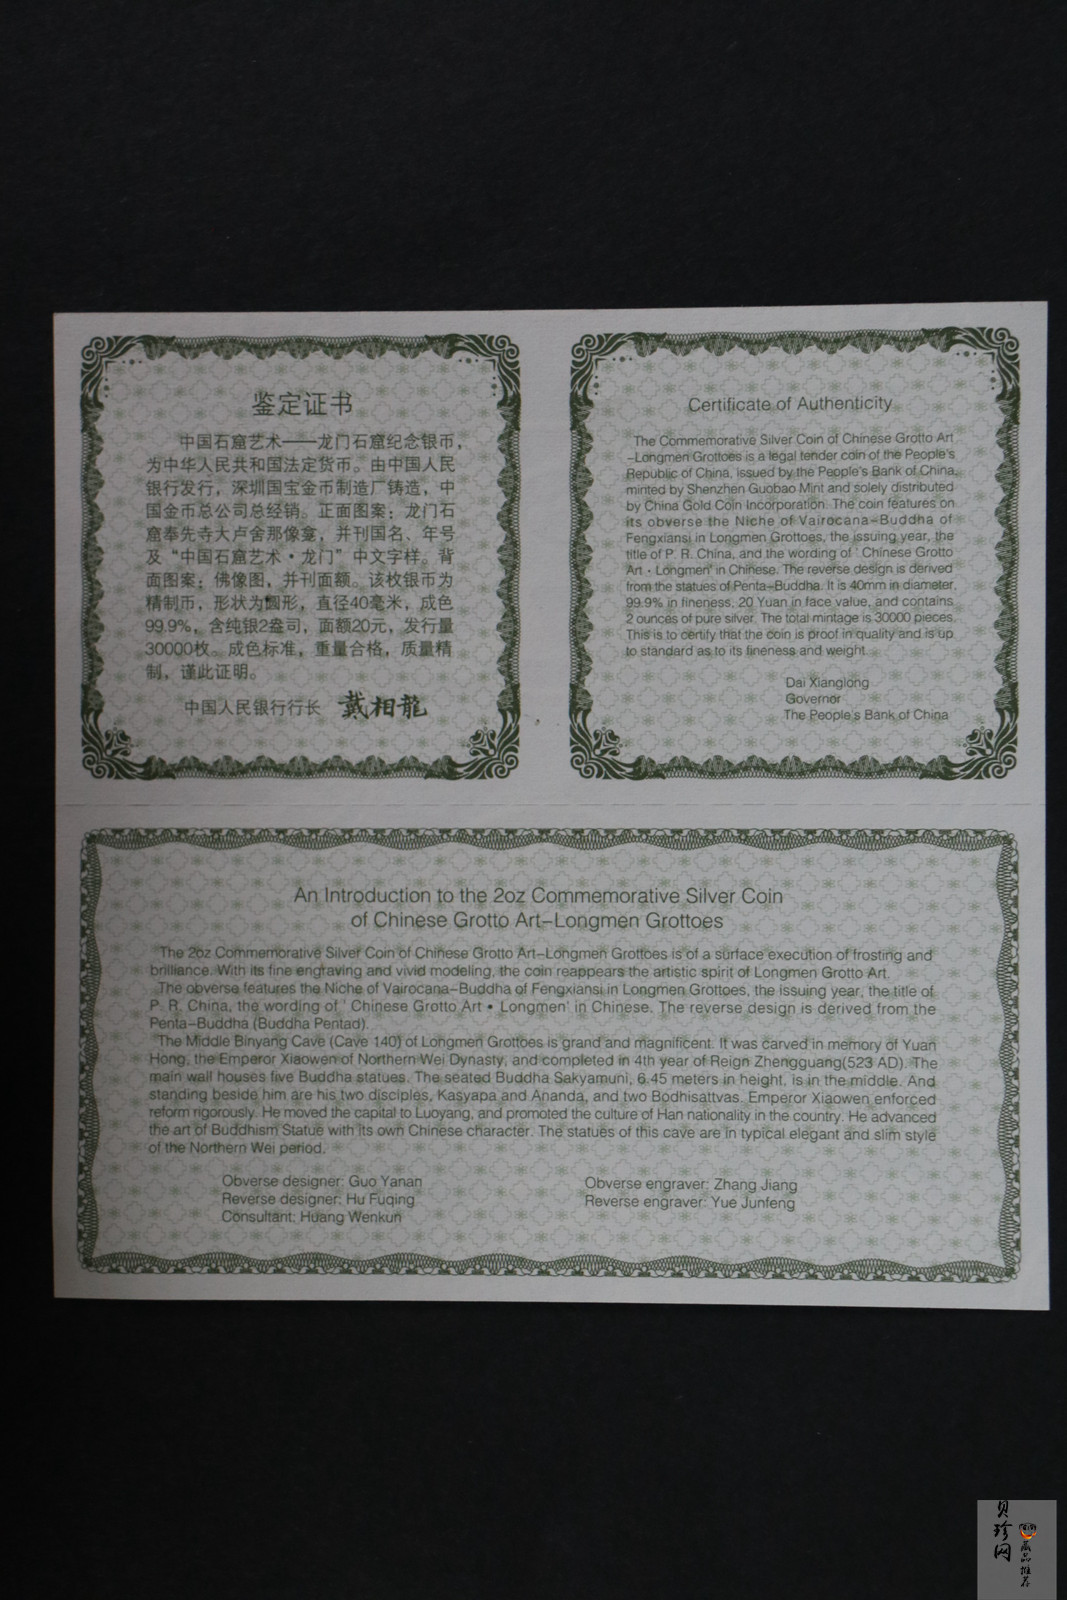 鉴定证书
中国石窟艺术——龙门石窟纪念银币,
为中华人民共和国法定货币。由中国人民
银行发行，深圳国宝金币制造厂铸造，中
国金币总公司总经销。正面图案：龙门石
窟奉先寺大卢舍那像龛，并刊国名、年号
及“中国石窟艺术·龙门”中文字样。背
面图案：佛像图，并刊面额。该枚银币为
精制币，形状为圆形，直径40毫米，成色
99.9%，含纯银2盎司，面额20元，发行量
30000枚。成色标准，重量合格，质量精
制，谨此证明。
中国人民银行行长 戴相龍
Certificate of Authenticity
The Commemorative Silver Coin of Chinese Grotto Art
-Longmen Grottoes is a legal tender coin of the People's
Republic of China, issued by the People's Bank of China,
minted by Shenzhen Guobao Mint and solely distributed
by China Gold Coin Incorporation. The coin features on
its obverse the Niche of Vairocana-Buddha of
Fengxiansi in Longmen Grottoes, the issuing year, the
title of P. R. China, and the wording of ' Chinese Grotto
Art · Longmen' in Chinese. The reverse design is derived
from the statues of Penta-Buddha. It is 40mm in diameter,
99.9% in fineness, 20 Yuan in face value, and contains
2 ounces of pure silver. The total mintage is 30000 pieces.
This is to certify that the coin is proof in quality and is up
to standard as to its fineness and weight.
Dai Xianglong
Governor
The People's Bank of China
An Introduction to the 2oz Commemorative Silver Coin
of Chinese Grotto Art-Longmen Grottoes
The 2oz Commemorative Silver Coin of Chinese Grotto Art-Longmen Grottoes is of a surface execution of frosting and
brilliance. With its fine engraving and vivid modeling, the coin reappears the artistic spirit of Longmen Grotto Art.
The obverse features the Niche of Vairocana-Buddha of Fengxiansi in Longmen Grottoes, the issuing year, the title of
P. R. China, the wording of ' Chinese Grotto Art • Longmen' in Chinese. The reverse design is derived from the
Penta-Buddha (Buddha Pentad).
The Middle Binyang Cave (Cave 140) of Longmen Grottoes is grand and magnificent. It was carved in memory of Yuan
Hong, the Emperor Xiaowen of Northern Wei Dynasty, and completed in 4th year of Reign Zhengguang(523 AD). The
main wall houses five Buddha statues. The seated Buddha Sakyamuni, 6.45 meters in height, is in the middle. And
standing beside him are his two disciples, Kasyapa and Ananda, and two Bodhisattvas. Emperor Xiaowen enforced
reform rigorously. He moved the capital to Luoyang, and promoted the culture of Han nationality in the country. He advanced
the art of Buddhism Statue with its own Chinese character. The statues of this cave are in typical elegant and slim style
of the Northern Wei period.
Obverse designer: Guo Yanan
Reverse designer: Hu Fuqing
Consultant: Huang Wenkun
Obverse engraver: Zhang Jiang
Reverse engraver: Yue Junfeng
贝珍网
藏品推荐